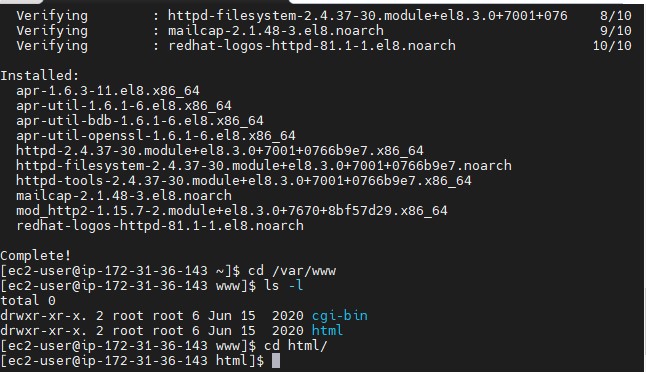 Verifying : httpd-filesystem-2.4.37-30.module+el8.3.0+7001+076 8/10
Verifying : mailcap-2.1.48-3.el8.noarch 9/10
Verifying : redhat-logos-httpd-81.1-1.el8.noarch 10/10
Installed:
apr-1.6.3-11.el8.x86_64
apr-util-1.6.1-6.el8.x86_64
apr-util-bdb-1.6.1-6.el8.x86_64
apr-util-openssl-1.6.1-6.el8.x86_64
httpd-2.4.37-30.module+el8.3.0+7001+0766b9e7.x86_64
httpd-filesystem-2.4.37-30.module+el8.3.0+7001+0766b9e7.noarch
httpd-tools-2.4.37-30.module+el8.3.0+7001+0766b9e7.x86_64
mailcap-2.1.48-3.el8.noarch
mod_http2-1.15.7-2.module+el8.3.0+7670+8bf57d29.x86_64
redhat-logos-httpd-81.1-1.el8.noarch
Complete!
[ec2-user@ip-172-31-36-143 ~]$ cd /var/www
[ec2-user@ip-172-31-36-143 www]$ ls -l
total 0
drwxr-xr-x. 2 root root 6 Jun 15  2020 cgi-bin
drwxr-xr-x. 2 root root 6 Jun 15  2020 html
[ec2-user@ip-172-31-36-143 www]$ cd html/
[ec2-user@ip-172-31-36-143 html]$